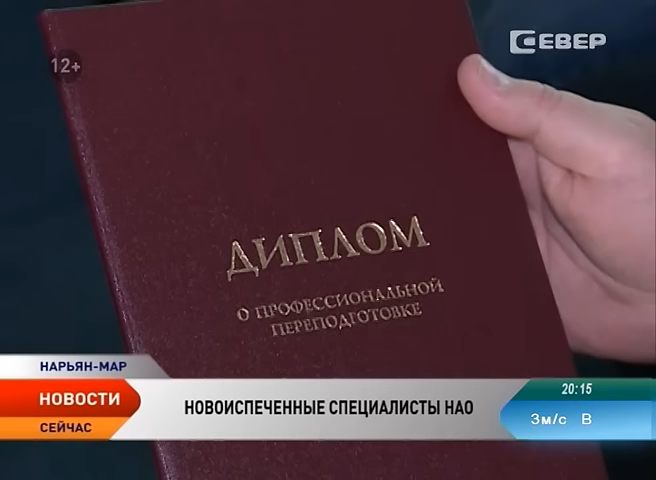 СЕВЕР
12+
ДИПЛОМ
О ПРОФЕССИОНАЛЬНОЙ
ПЕРЕПОДГОТОВКЕ
НАРЬЯН-МАР
НОВОСТИ
СЕЙЧАС
НОВОИСПЕЧЕННЫЕ СПЕЦИАЛИСТЫ НАО
20:15
3м/с В